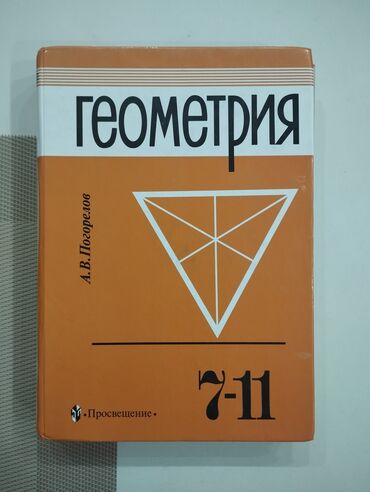 геометрия
А.В.Погорелов
7-11
• Просвещение •